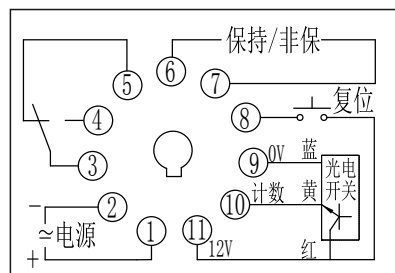 保持/非保
⑥
⑤
⑦
④
⑧
复位
③
⑨
0V
蓝
光电
开关
②
⑩
计数
黄
−
≃电源
①
⑪
+
12V
红